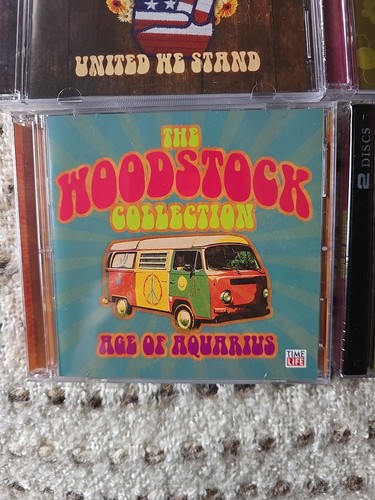 UNITED WE STAND
THE
WOODSTOCK
COLLECTION
AGE OF AQUARIUS
TIME
LIFE
2 DISCS